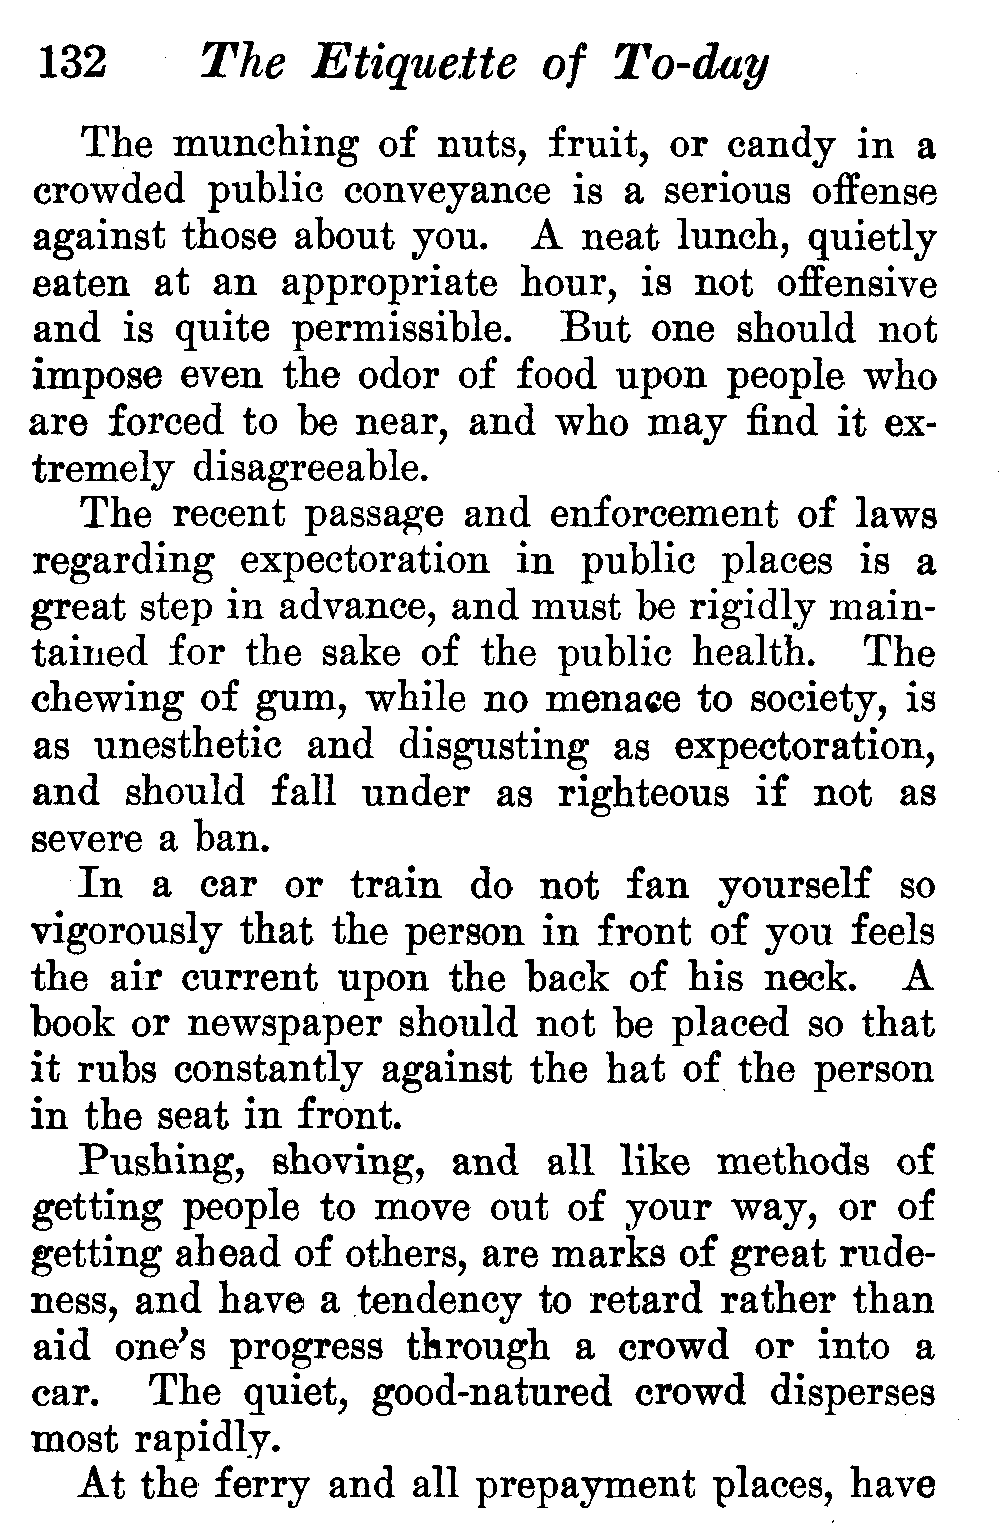 132 The Etiquette of To-day
The munching of nuts, fruit, or candy in a
crowded public conveyance is a serious offense
against those about you. A neat lunch, quietly
eaten at an appropriate hour, is not offensive
and is quite permissible. But one should not
impose even the odor of food upon people who
are forced to be near, and who may find it ex-
tremely disagreeable.
The recent passage and enforcement of laws
regarding expectoration in public places is a
great step in advance, and must be rigidly main-
tained for the sake of the public health. The
chewing of gum, while no menace to society, is
as unesthetic and disgusting as expectoration,
and should fall under as righteous if not as
severe a ban.
In a car or train do not fan yourself so
vigorously that the person in front of you feels
the air current upon the back of his neck. A
book or newspaper should not be placed so that
it rubs constantly against the hat of the person
in the seat in front.
Pushing, shoving, and all like methods of
getting people to move out of your way, or of
getting ahead of others, are marks of great rude-
ness, and have a tendency to retard rather than
aid one's progress through a crowd or into a
car. The quiet, good-natured crowd disperses
most rapidly.
At the ferry and all prepayment places, have